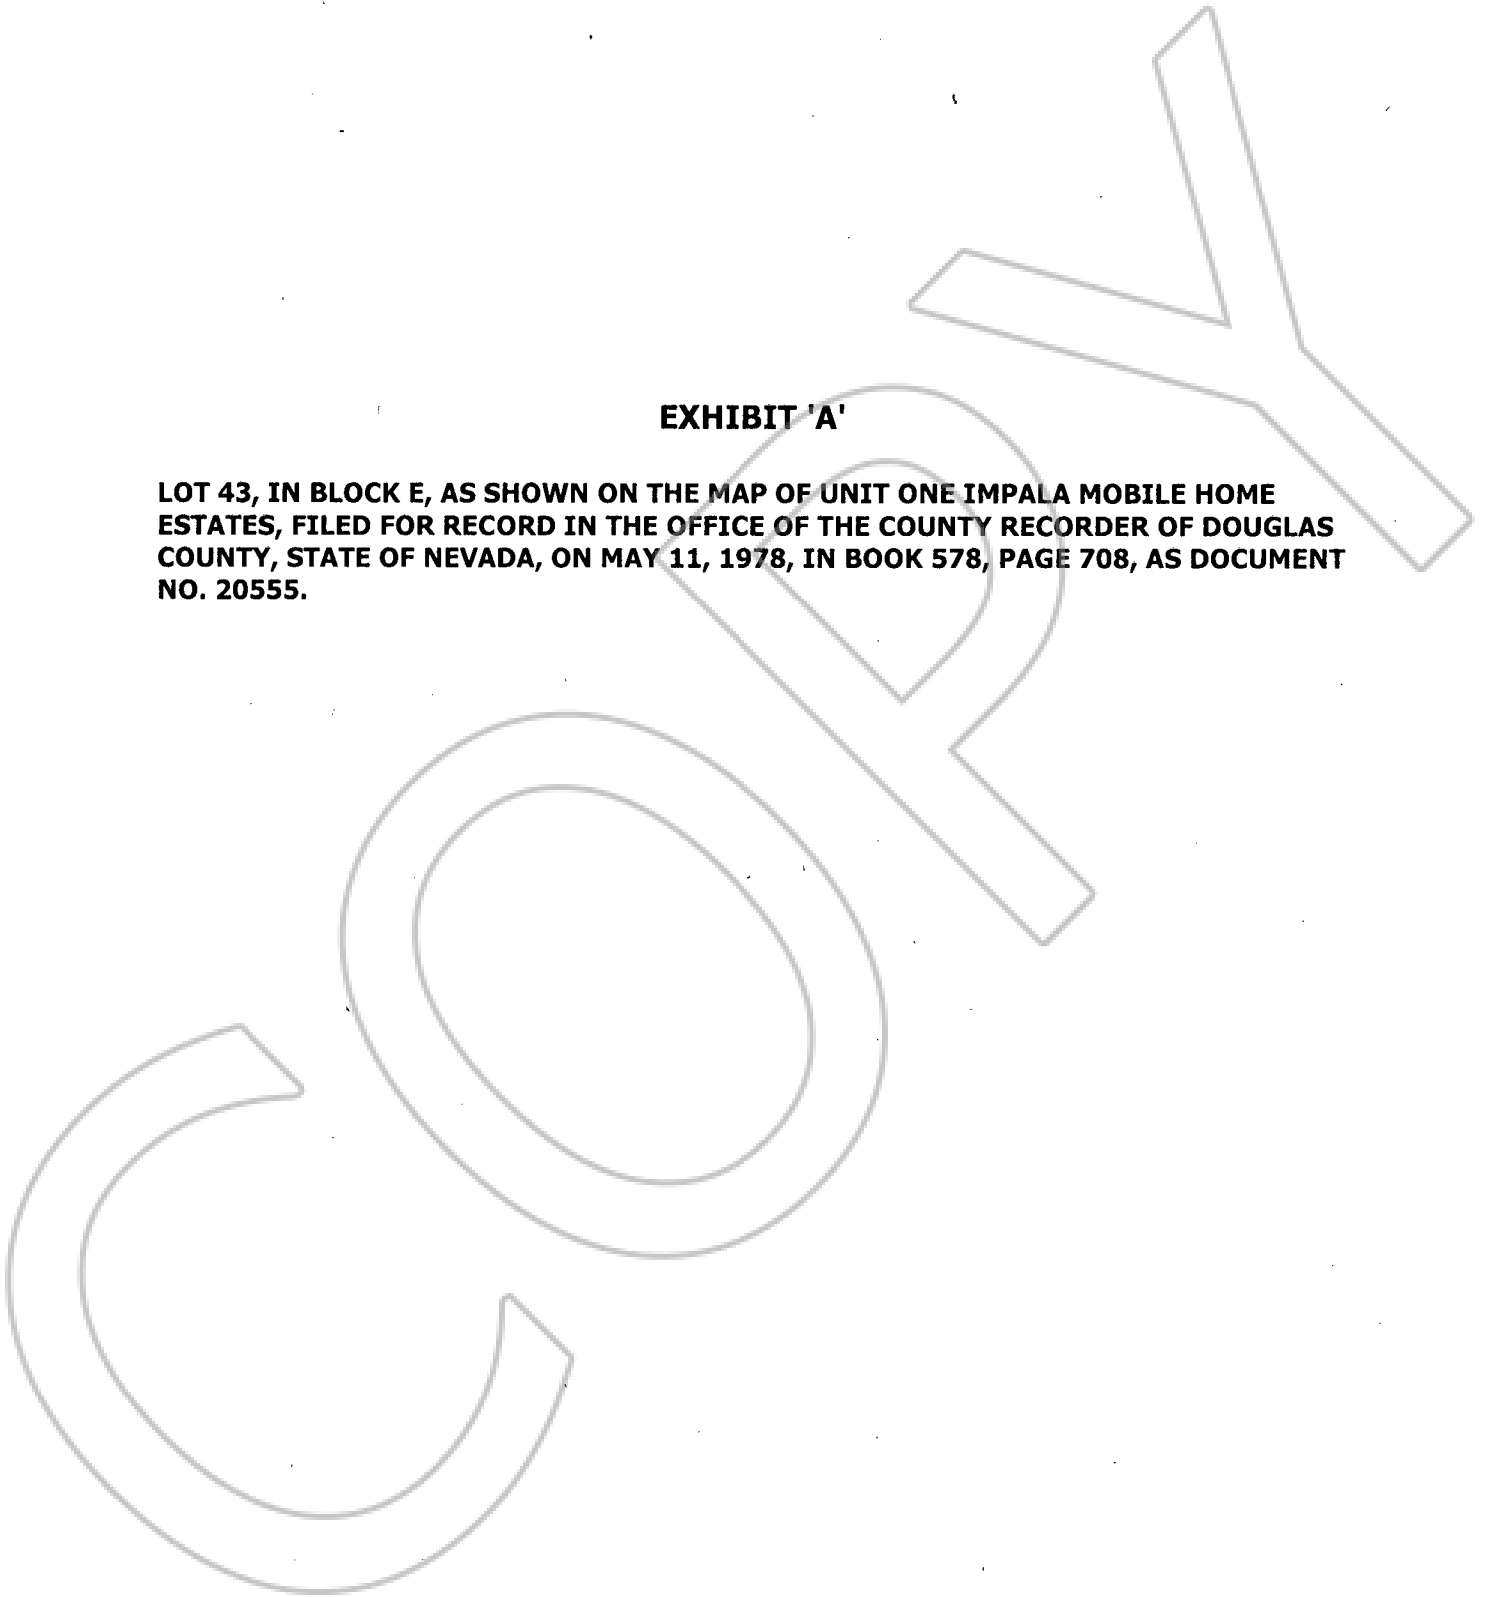 EXHIBIT 'A'
LOT 43, IN BLOCK E, AS SHOWN ON THE MAP OF UNIT ONE IMPALA MOBILE HOME
ESTATES, FILED FOR RECORD IN THE OFFICE OF THE COUNTY RECORDER OF DOUGLAS
COUNTY, STATE OF NEVADA, ON MAY 11, 1978, IN BOOK 578, PAGE 708, AS DOCUMENT
NO. 20555.
COPY